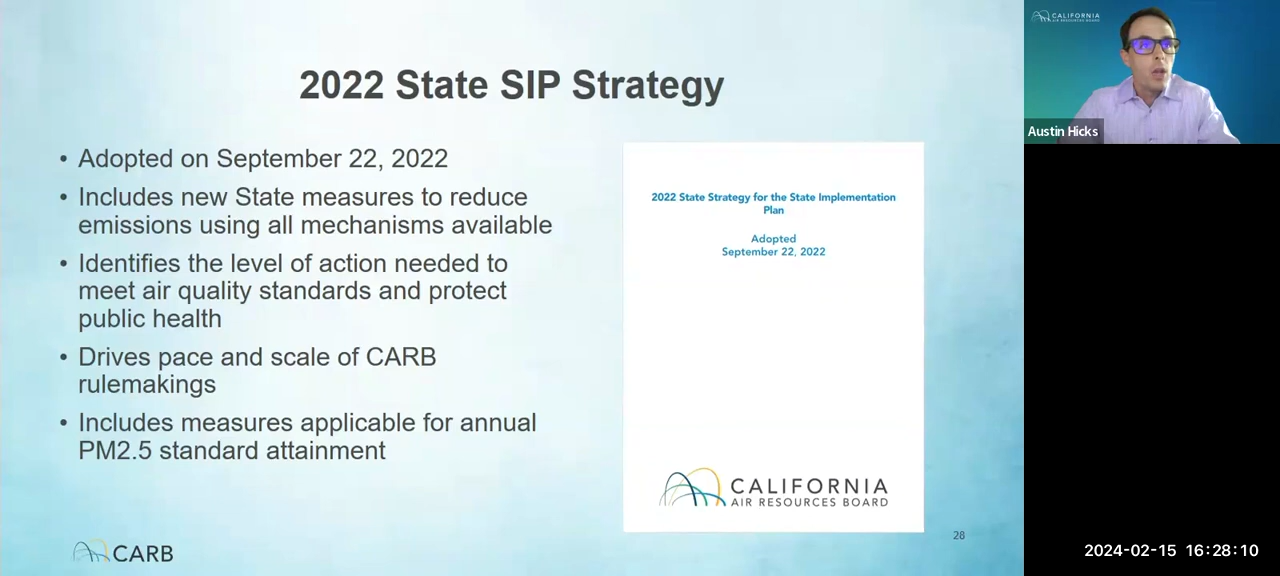 2022 State SIP Strategy
• Adopted on September 22, 2022
• Includes new State measures to reduce
emissions using all mechanisms available
• Identifies the level of action needed to
meet air quality standards and protect
public health
• Drives pace and scale of CARB
rulemakings
• Includes measures applicable for annual
PM2.5 standard attainment
2022 State Strategy for the State Implementation
Plan
Adopted
September 22, 2022
CALIFORNIA
AIR RESOURCES BOARD
CARB
28
CALIFORNIA
AIR RESOURCES BOARD
Austin Hicks
2024-02-15 16:28:10